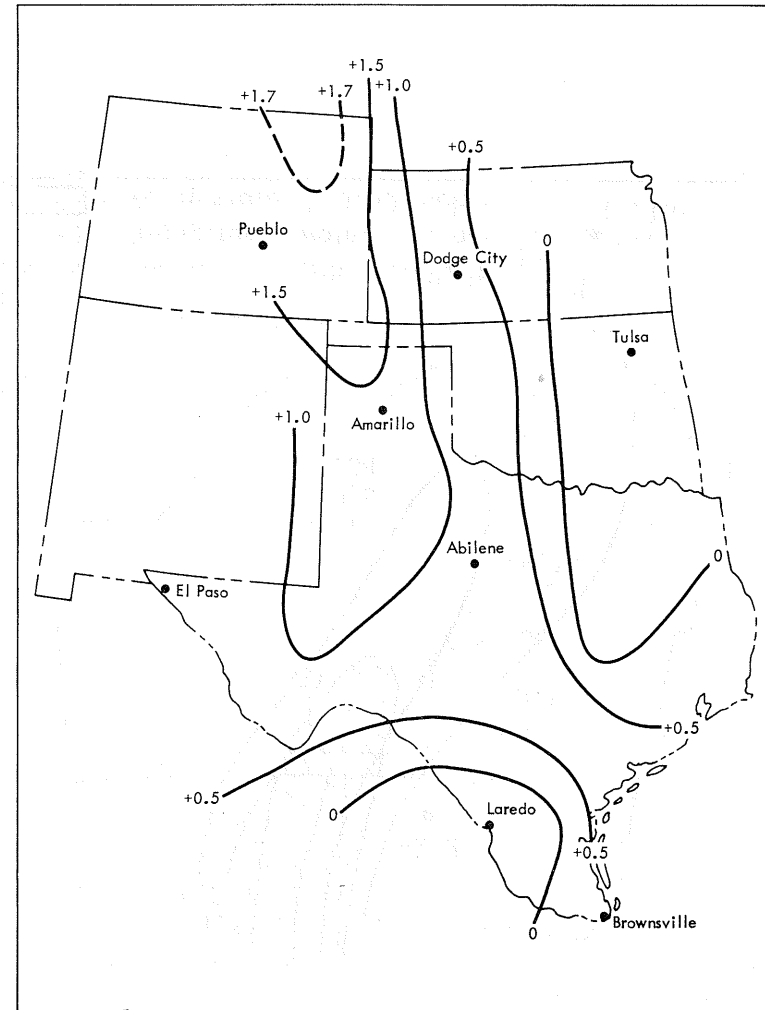 +1.5
+1.7 +1.7 +1.0
+0.5
Pueblo
0
Dodge City
+1.5
Tulsa
+1.0
Amarillo
Abilene
0
El Paso
+0.5
+0.5
0
Laredo
+0.5
Brownsville
0